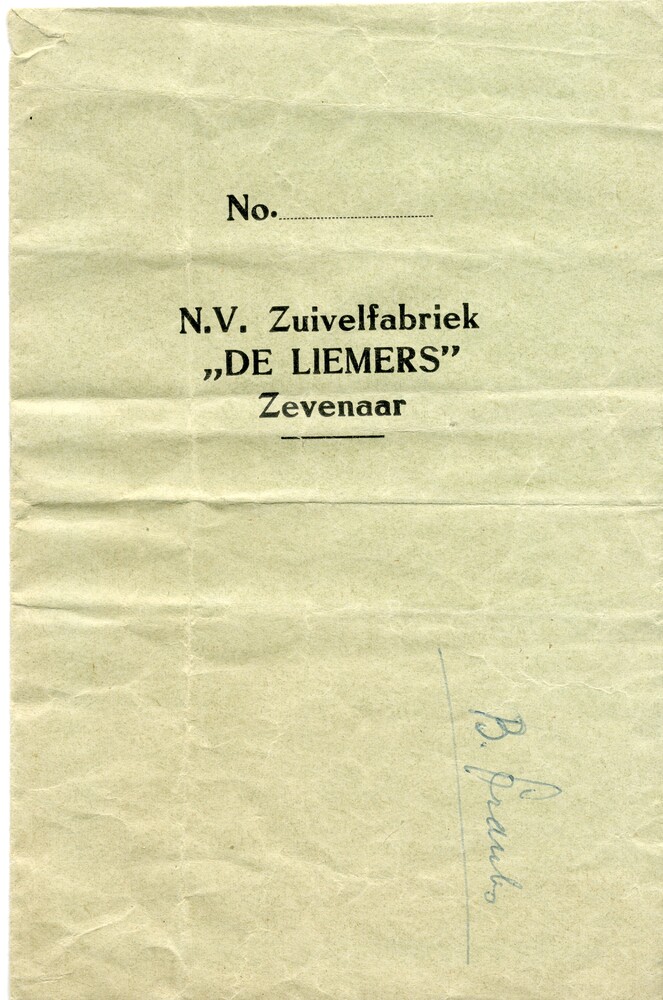 No. ........................
N.V. Zuivelfabriek
„DE LIEMERS”
Zevenaar
B.